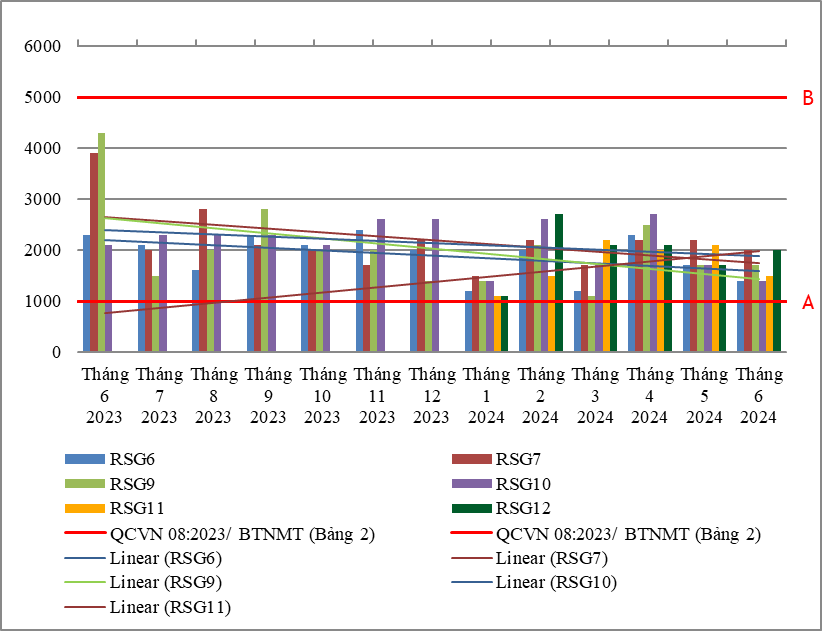 6000
5000
B
4000
3000
2000
1000
A
0
Tháng Tháng Tháng Tháng Tháng Tháng Tháng Tháng Tháng Tháng Tháng Tháng Tháng
6 7 8 9 10 11 12 1 2 3 4 5 6
2023 2023 2023 2023 2023 2023 2023 2024 2024 2024 2024 2024 2024
RSG6 RSG7
RSG9 RSG10
RSG11 RSG12
QCVN 08:2023/ BTNMT (Bảng 2) QCVN 08:2023/ BTNMT (Bảng 2)
Linear (RSG6) Linear (RSG7)
Linear (RSG9) Linear (RSG10)
Linear (RSG11)